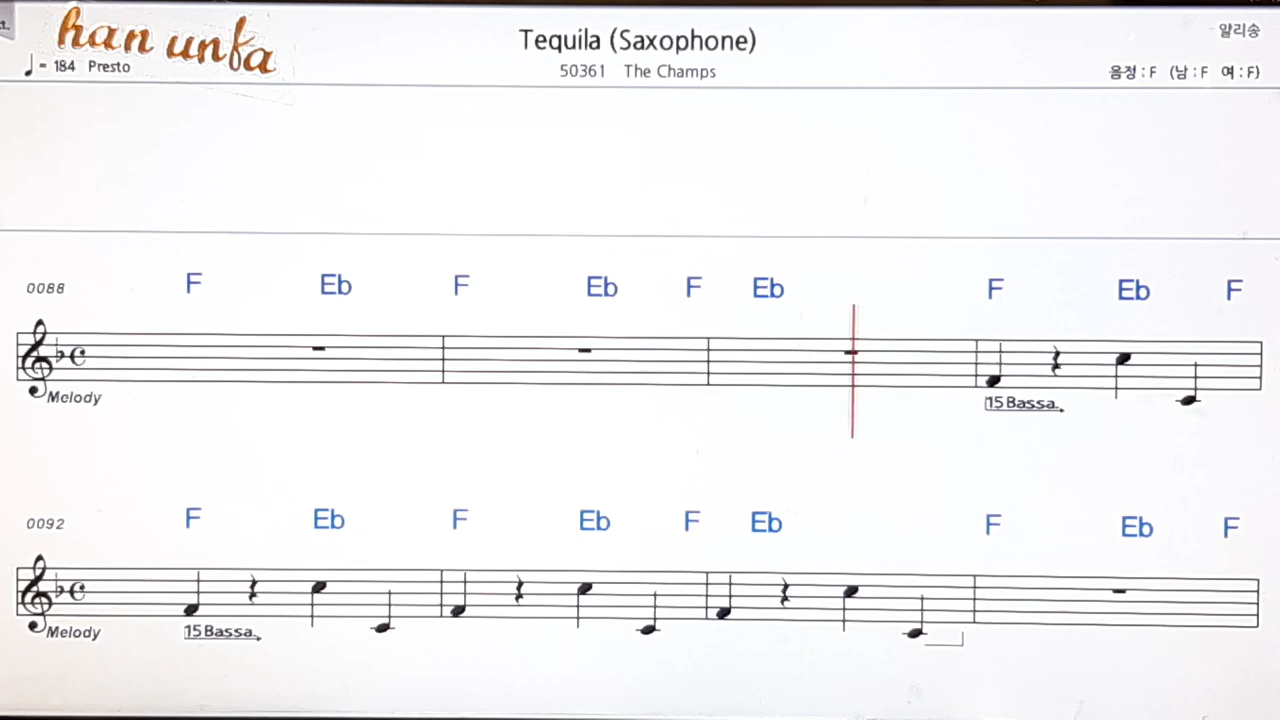 han unfa
Tequila (Saxophone)
얄리송
♩= 184 Presto
50361 The Champs
음정 : F (남 : F 여 : F)
0088 F Eb F Eb F Eb F Eb F
Melody
15 Bassa
0092 F Eb F Eb F Eb F Eb F
Melody
15 Bassa